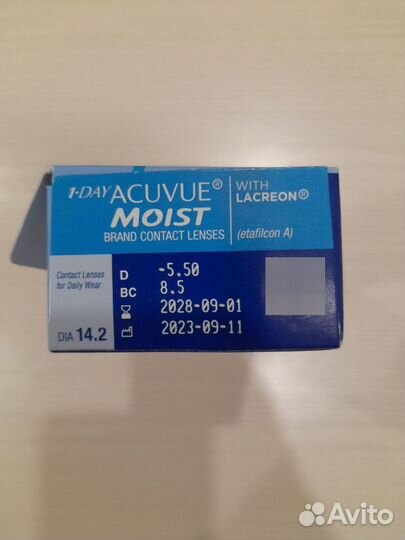 1·DAY ACUVUE®
MOIST
BRAND CONTACT LENSES
WITH
LACREON®
(etafilcon A)
Contact Lenses
for Daily Wear
DIA 14.2
D -5.50
BC 8.5
2028-09-01
2023-09-11
Avito